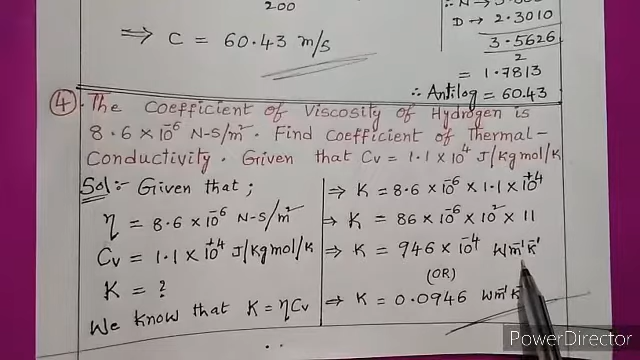 200
⇒ C = 60.43 m/s
D → 2.3010
3.5626
2
= 1.7813
∴ Antilog = 60.43
④. The Coefficient of Viscosity of Hydrogen is
8.6 × 10⁻⁶ N-S/m². Find Coefficient of Thermal-
Conductivity. Given that Cv = 1.1 × 10⁴ J/kgmol/K
Sol:- Given that;
η = 8.6 × 10⁻⁶ N-S/m²
Cv = 1.1 × 10⁺⁴ J/kgmol/K
K = ?
We know that K = ηCv
⇒ K = 8.6 × 10⁻⁶ × 1.1 × 10⁺⁴
⇒ K = 86 × 10⁻⁶ × 10² × 11
⇒ K = 946 × 10⁻⁴ Wm⁻¹K⁻¹
(OR)
⇒ K = 0.0946 Wm⁻¹K⁻¹
PowerDirector